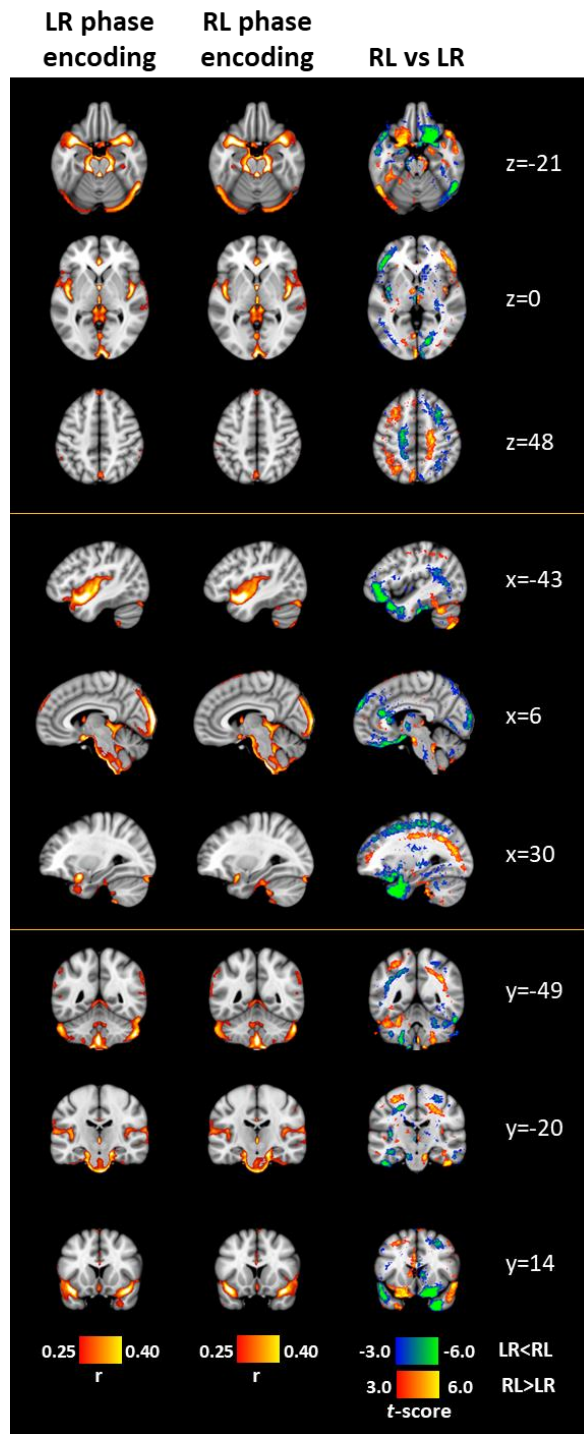 LR phase encoding
RL phase encoding
RL vs LR
z=-21
z=0
z=48
x=-43
x=6
x=30
y=-49
y=-20
y=14
0.25 0.40
r
0.25 0.40
r
-3.0 -6.0 LR<RL
3.0 6.0 RL>LR
t-score